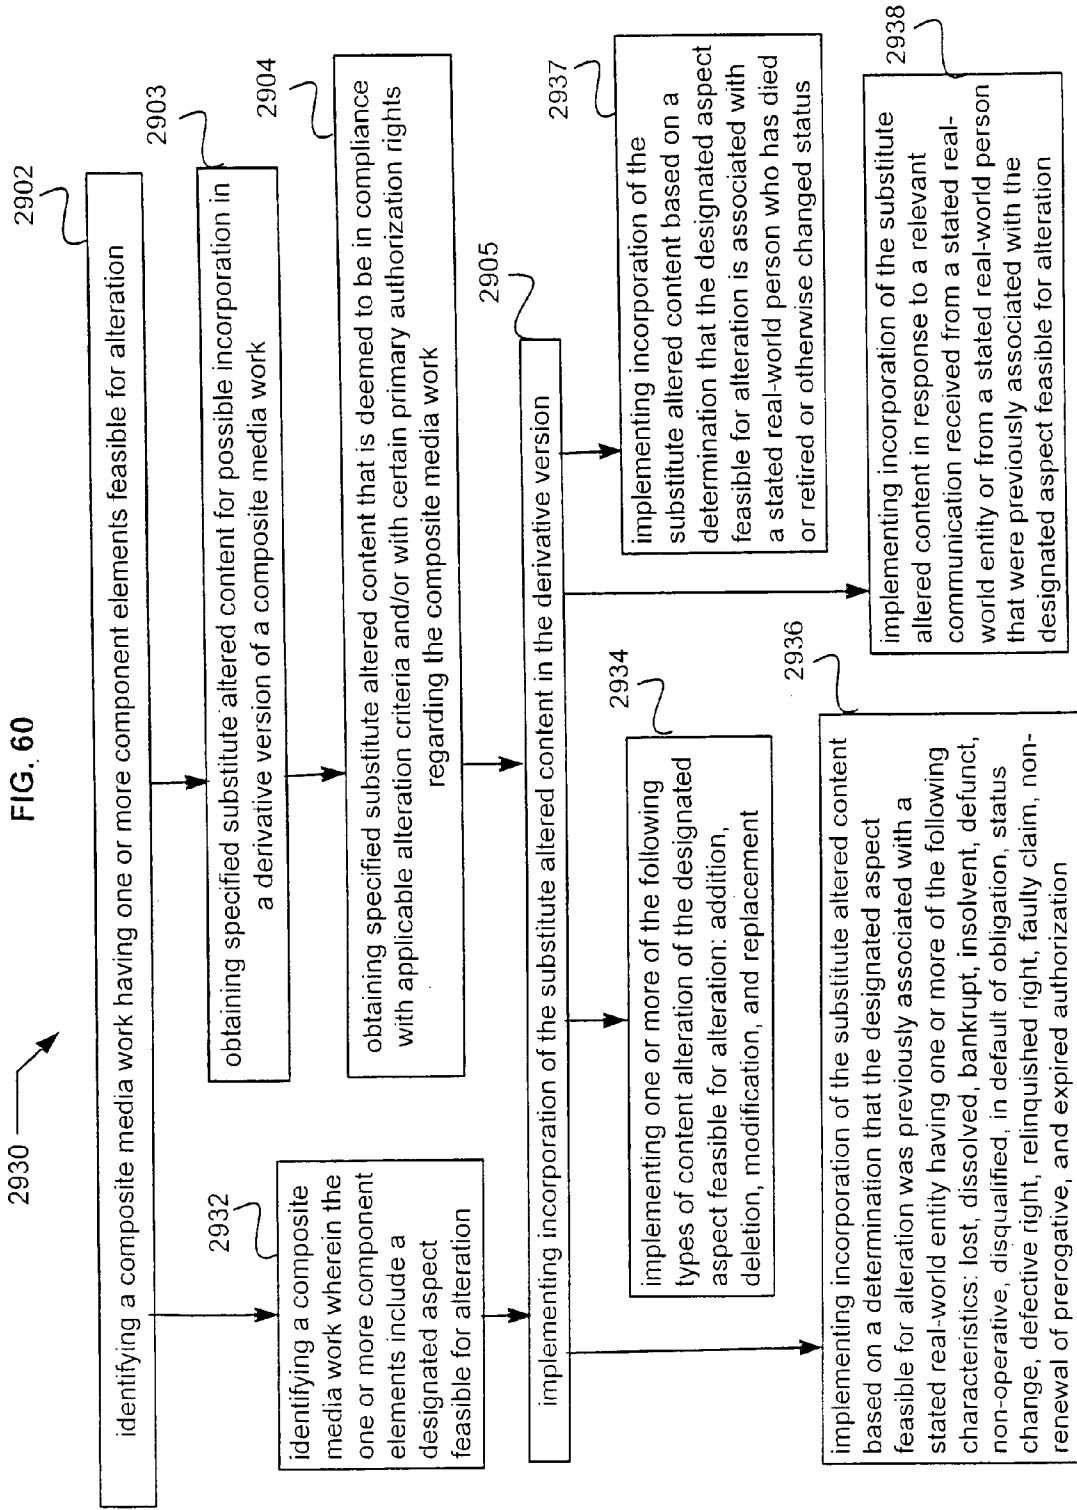 FIG. 60
2930
2902
identifying a composite media work having one or more component elements feasible for alteration
2903
obtaining specified substitute altered content for possible incorporation in
a derivative version of a composite media work
2904
obtaining specified substitute altered content that is deemed to be in compliance
with applicable alteration criteria and/or with certain primary authorization rights
regarding the composite media work
2932
identifying a composite
media work wherein the
one or more component
elements include a
designated aspect
feasible for alteration
2905
implementing incorporation of the substitute altered content in the derivative version
2934
implementing one or more of the following
types of content alteration of the designated
aspect feasible for alteration: addition,
deletion, modification, and replacement
2937
implementing incorporation of the
substitute altered content based on a
determination that the designated aspect
feasible for alteration is associated with
a stated real-world person who has died
or retired or otherwise changed status
2936
implementing incorporation of the substitute altered content
based on a determination that the designated aspect
feasible for alteration was previously associated with a
stated real-world entity having one or more of the following
characteristics: lost, dissolved, bankrupt, insolvent, defunct,
non-operative, disqualified, in default of obligation, status
change, defective right, relinquished right, faulty claim, non-
renewal of prerogative, and expired authorization
2938
implementing incorporation of the substitute
altered content in response to a relevant
communication received from a stated real-
world entity or from a stated real-world person
that were previously associated with the
designated aspect feasible for alteration